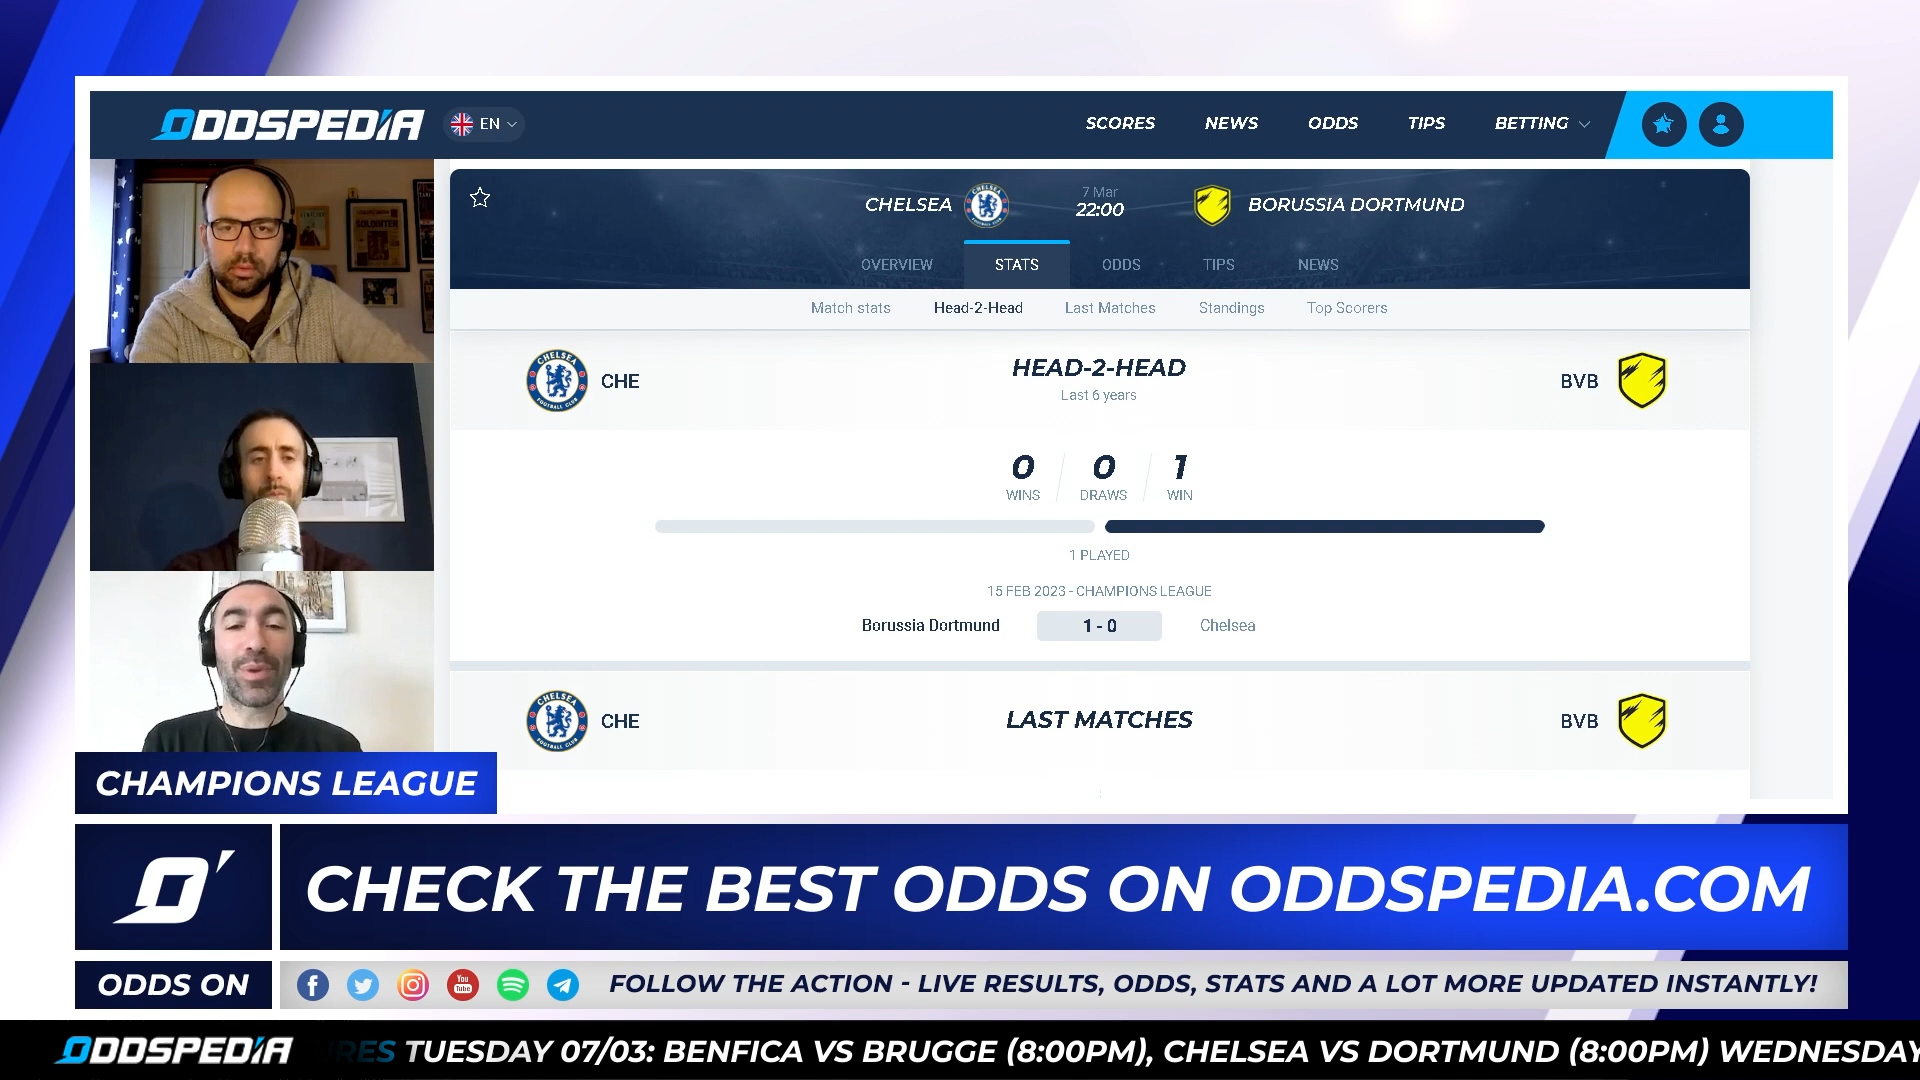 ODDSPEDIA
EN
SCORES
NEWS
ODDS
TIPS
BETTING
CHELSEA
7 Mar
22:00
BORUSSIA DORTMUND
OVERVIEW
STATS
ODDS
TIPS
NEWS
Match stats
Head-2-Head
Last Matches
Standings
Top Scorers
CHE
HEAD-2-HEAD
Last 6 years
BVB
0
WINS
0
DRAWS
1
WIN
1 PLAYED
15 FEB 2023 - CHAMPIONS LEAGUE
Borussia Dortmund
1 - 0
Chelsea
CHE
LAST MATCHES
BVB
CHAMPIONS LEAGUE
CHECK THE BEST ODDS ON ODDSPEDIA.COM
ODDS ON
FOLLOW THE ACTION - LIVE RESULTS, ODDS, STATS AND A LOT MORE UPDATED INSTANTLY!
ODDSPEDIA
TUESDAY 07/03: BENFICA VS BRUGGE (8:00PM), CHELSEA VS DORTMUND (8:00PM) WEDNESDAY